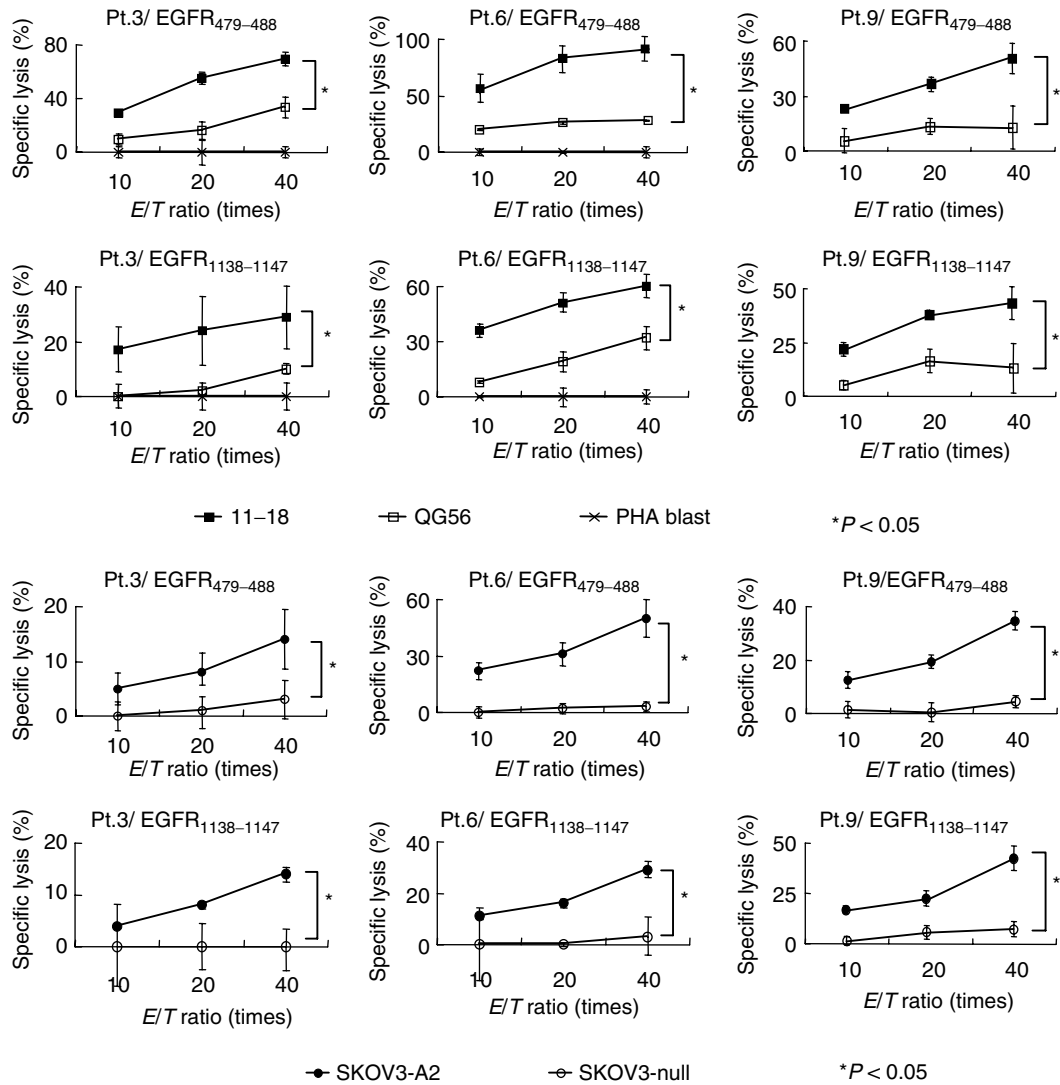 Pt.3/ EGFR479–488
Specific lysis (%)
80
40
0
10 20 40
E/T ratio (times)
*
Pt.6/ EGFR479–488
Specific lysis (%)
100
50
0
10 20 40
E/T ratio (times)
*
Pt.9/ EGFR479–488
Specific lysis (%)
60
30
0
10 20 40
E/T ratio (times)
*
Pt.3/ EGFR1138–1147
Specific lysis (%)
40
20
0
10 20 40
E/T ratio (times)
*
Pt.6/ EGFR1138–1147
Specific lysis (%)
60
30
0
10 20 40
E/T ratio (times)
*
Pt.9/ EGFR1138–1147
Specific lysis (%)
50
25
0
10 20 40
E/T ratio (times)
*
11–18 QG56 PHA blast *P < 0.05
Pt.3/ EGFR479–488
Specific lysis (%)
20
10
0
10 20 40
E/T ratio (times)
*
Pt.6/ EGFR479–488
Specific lysis (%)
60
30
0
10 20 40
E/T ratio (times)
*
Pt.9/EGFR479–488
Specific lysis (%)
40
20
0
10 20 40
E/T ratio (times)
*
Pt.3/ EGFR1138–1147
Specific lysis (%)
20
10
0
10 20 40
E/T ratio (times)
*
Pt.6/ EGFR1138–1147
Specific lysis (%)
40
20
0
10 20 40
E/T ratio (times)
*
Pt.9/ EGFR1138–1147
Specific lysis (%)
50
25
0
10 20 40
E/T ratio (times)
*
SKOV3-A2 SKOV3-null *P < 0.05